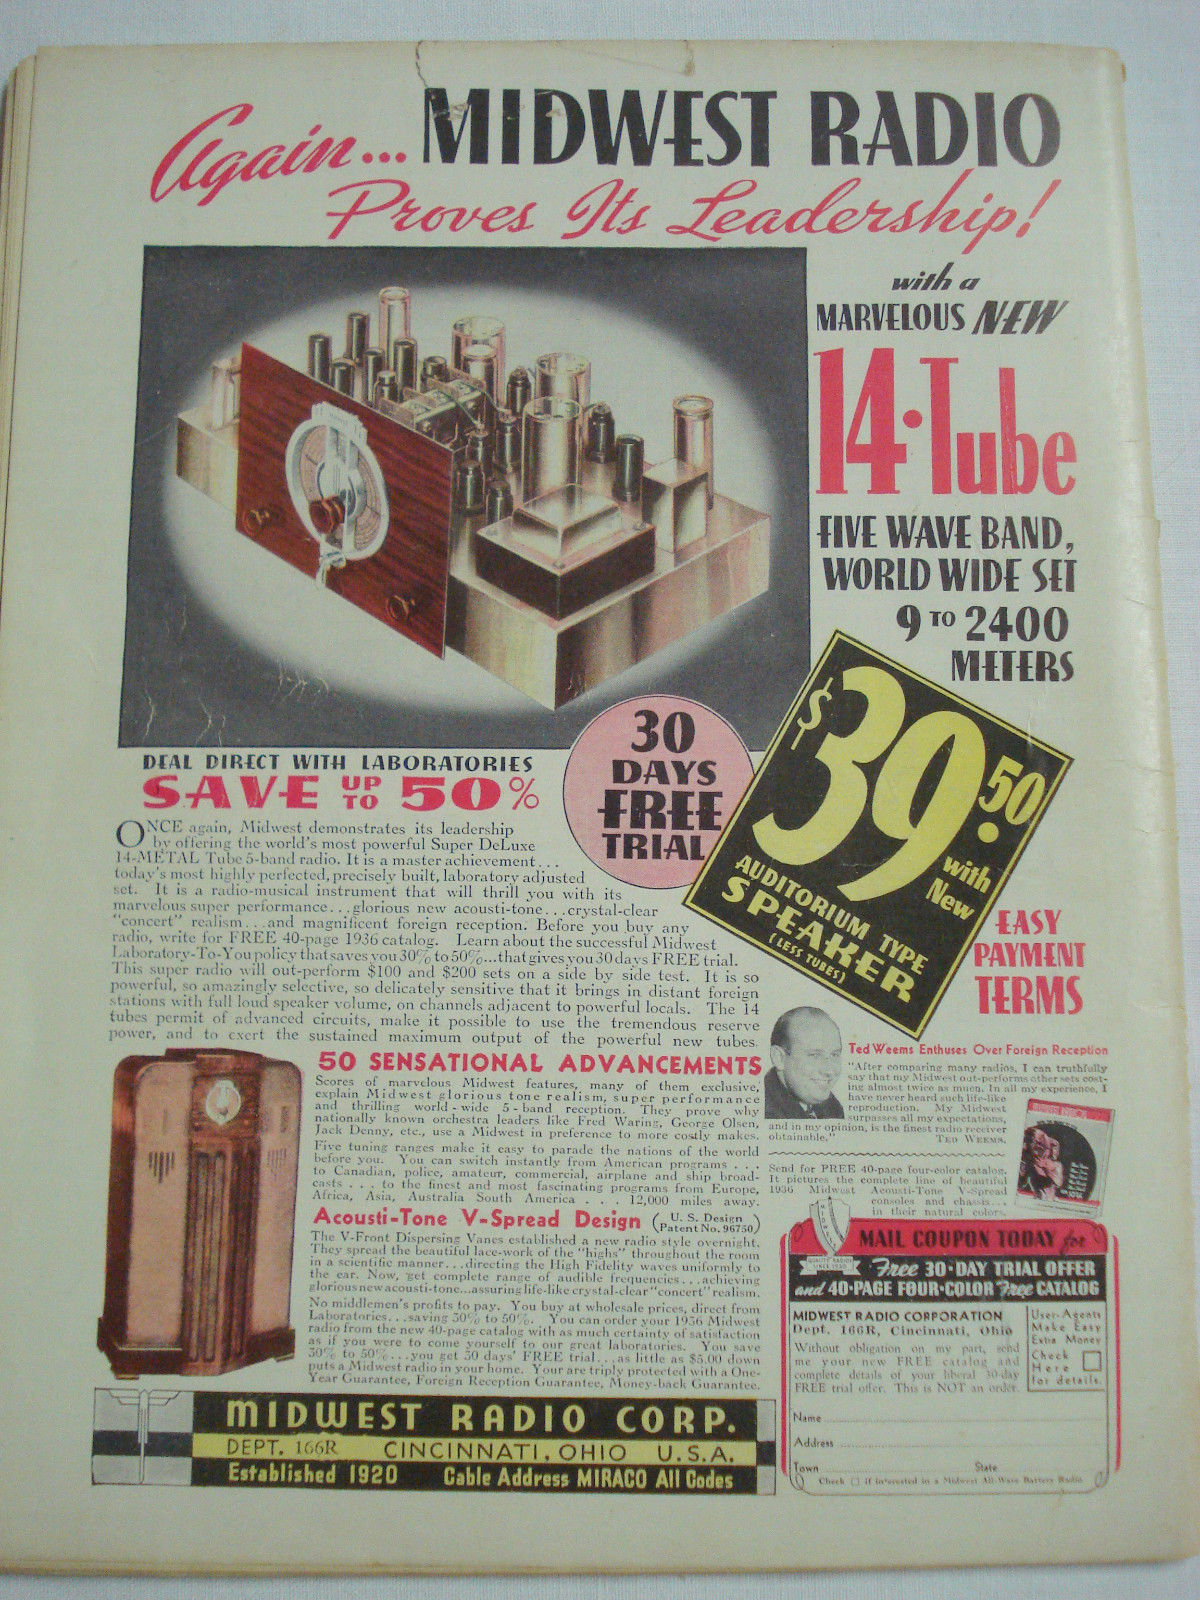 Again... MIDWEST RADIO
Proves Its Leadership!
with a
MARVELOUS NEW
14-Tube
FIVE WAVE BAND,
WORLD WIDE SET
9 TO 2400
METERS
$39.50
with
New
AUDITORIUM TYPE
SPEAKER
(LESS TUBES)
30
DAYS
FREE
TRIAL
EASY
PAYMENT
TERMS
DEAL DIRECT WITH LABORATORIES
SAVE UP TO 50%
ONCE again, Midwest demonstrates its leadership
by offering the world's most powerful Super DeLuxe
14-METAL Tube 5-band radio. It is a master achievement...
today's most highly perfected, precisely built, laboratory adjusted
set. It is a radio-musical instrument that will thrill you with its
marvelous super performance...glorious new acousti-tone...crystal-clear
"concert" realism...and magnificent foreign reception. Before you buy any
radio, write for FREE 40-page 1936 catalog. Learn about the successful Midwest
Laboratory-To-You policy that saves you 30% to 50%...that gives you 30 days FREE trial.
This super radio will out-perform $100 and $200 sets on a side by side test. It is so
powerful, so amazingly selective, so delicately sensitive that it brings in distant foreign
stations with full loud speaker volume, on channels adjacent to powerful locals. The 14
tubes permit of advanced circuits, make it possible to use the tremendous reserve
power, and to exert the sustained maximum output of the powerful new tubes.
50 SENSATIONAL ADVANCEMENTS
Scores of marvelous Midwest features, many of them exclusive,
explain Midwest glorious tone realism, super performance
and thrilling world-wide 5-band reception. They prove why
nationally known orchestra leaders like Fred Waring, George Olsen,
Jack Denny, etc., use a Midwest in preference to more costly makes.
Five tuning ranges make it easy to parade the nations of the world
before you. You can switch instantly from American programs . . .
to Canadian, police, amateur, commercial, airplane and ship broad-
casts . . . to the finest and most fascinating programs from Europe,
Africa, Asia, Australia South America . . 12,000 miles away.
Acousti-Tone V-Spread Design (U. S. Design
Patent No. 96750)
The V-Front Dispersing Vanes established a new radio style overnight.
They spread the beautiful lace-work of the "highs" throughout the room
in a scientific manner...directing the High Fidelity waves uniformly to
the ear. Now, get complete range of audible frequencies...achieving
glorious new acousti-tone...assuring life-like crystal-clear "concert" realism.
No middlemen's profits to pay. You buy at wholesale prices, direct from
Laboratories...saving 30% to 50%. You can order your 1936 Midwest
radio from the new 40-page catalog with as much certainty of satisfaction
as if you were to come yourself to our great laboratories. You save
30% to 50%...you get 30 days' FREE trial...as little as $5.00 down
puts a Midwest radio in your home. Your are triply protected with a One-
Year Guarantee, Foreign Reception Guarantee, Money-back Guarantee.
MIDWEST RADIO CORP.
DEPT. 166R CINCINNATI, OHIO U.S.A.
Established 1920 Cable Address MIRACO All Codes
Ted Weems Enthuses Over Foreign Reception
"After comparing many radios, I can truthfully
say that my Midwest out-performs other sets cost-
ing almost twice as much. In all my experience, I
have never heard such life-like
reproduction. My Midwest
surpasses all my expectations,
and in my opinion, is the finest radio receiver
obtainable." TED WEEMS.
Send for FREE 40-page four-color catalog.
It pictures the complete line of beautiful
1936 Midwest Acousti-Tone V-Spread
consoles and chassis...
in their natural colors.
MIDWEST
QUALITY RADIOS
SINCE 1920
MAIL COUPON TODAY for
Free 30-DAY TRIAL OFFER
and 40-PAGE FOUR-COLOR Free CATALOG
MIDWEST RADIO CORPORATION
Dept. 166R, Cincinnati, Ohio
Without obligation on my part, send
me your new FREE catalog and
complete details of your liberal 30-day
FREE trial offer. This is NOT an order.
User-Agents
Make Easy
Extra Money
Check
Here
for details.
Name
Address
Town State
Check □ if interested in a Midwest All-Wave Battery Radio